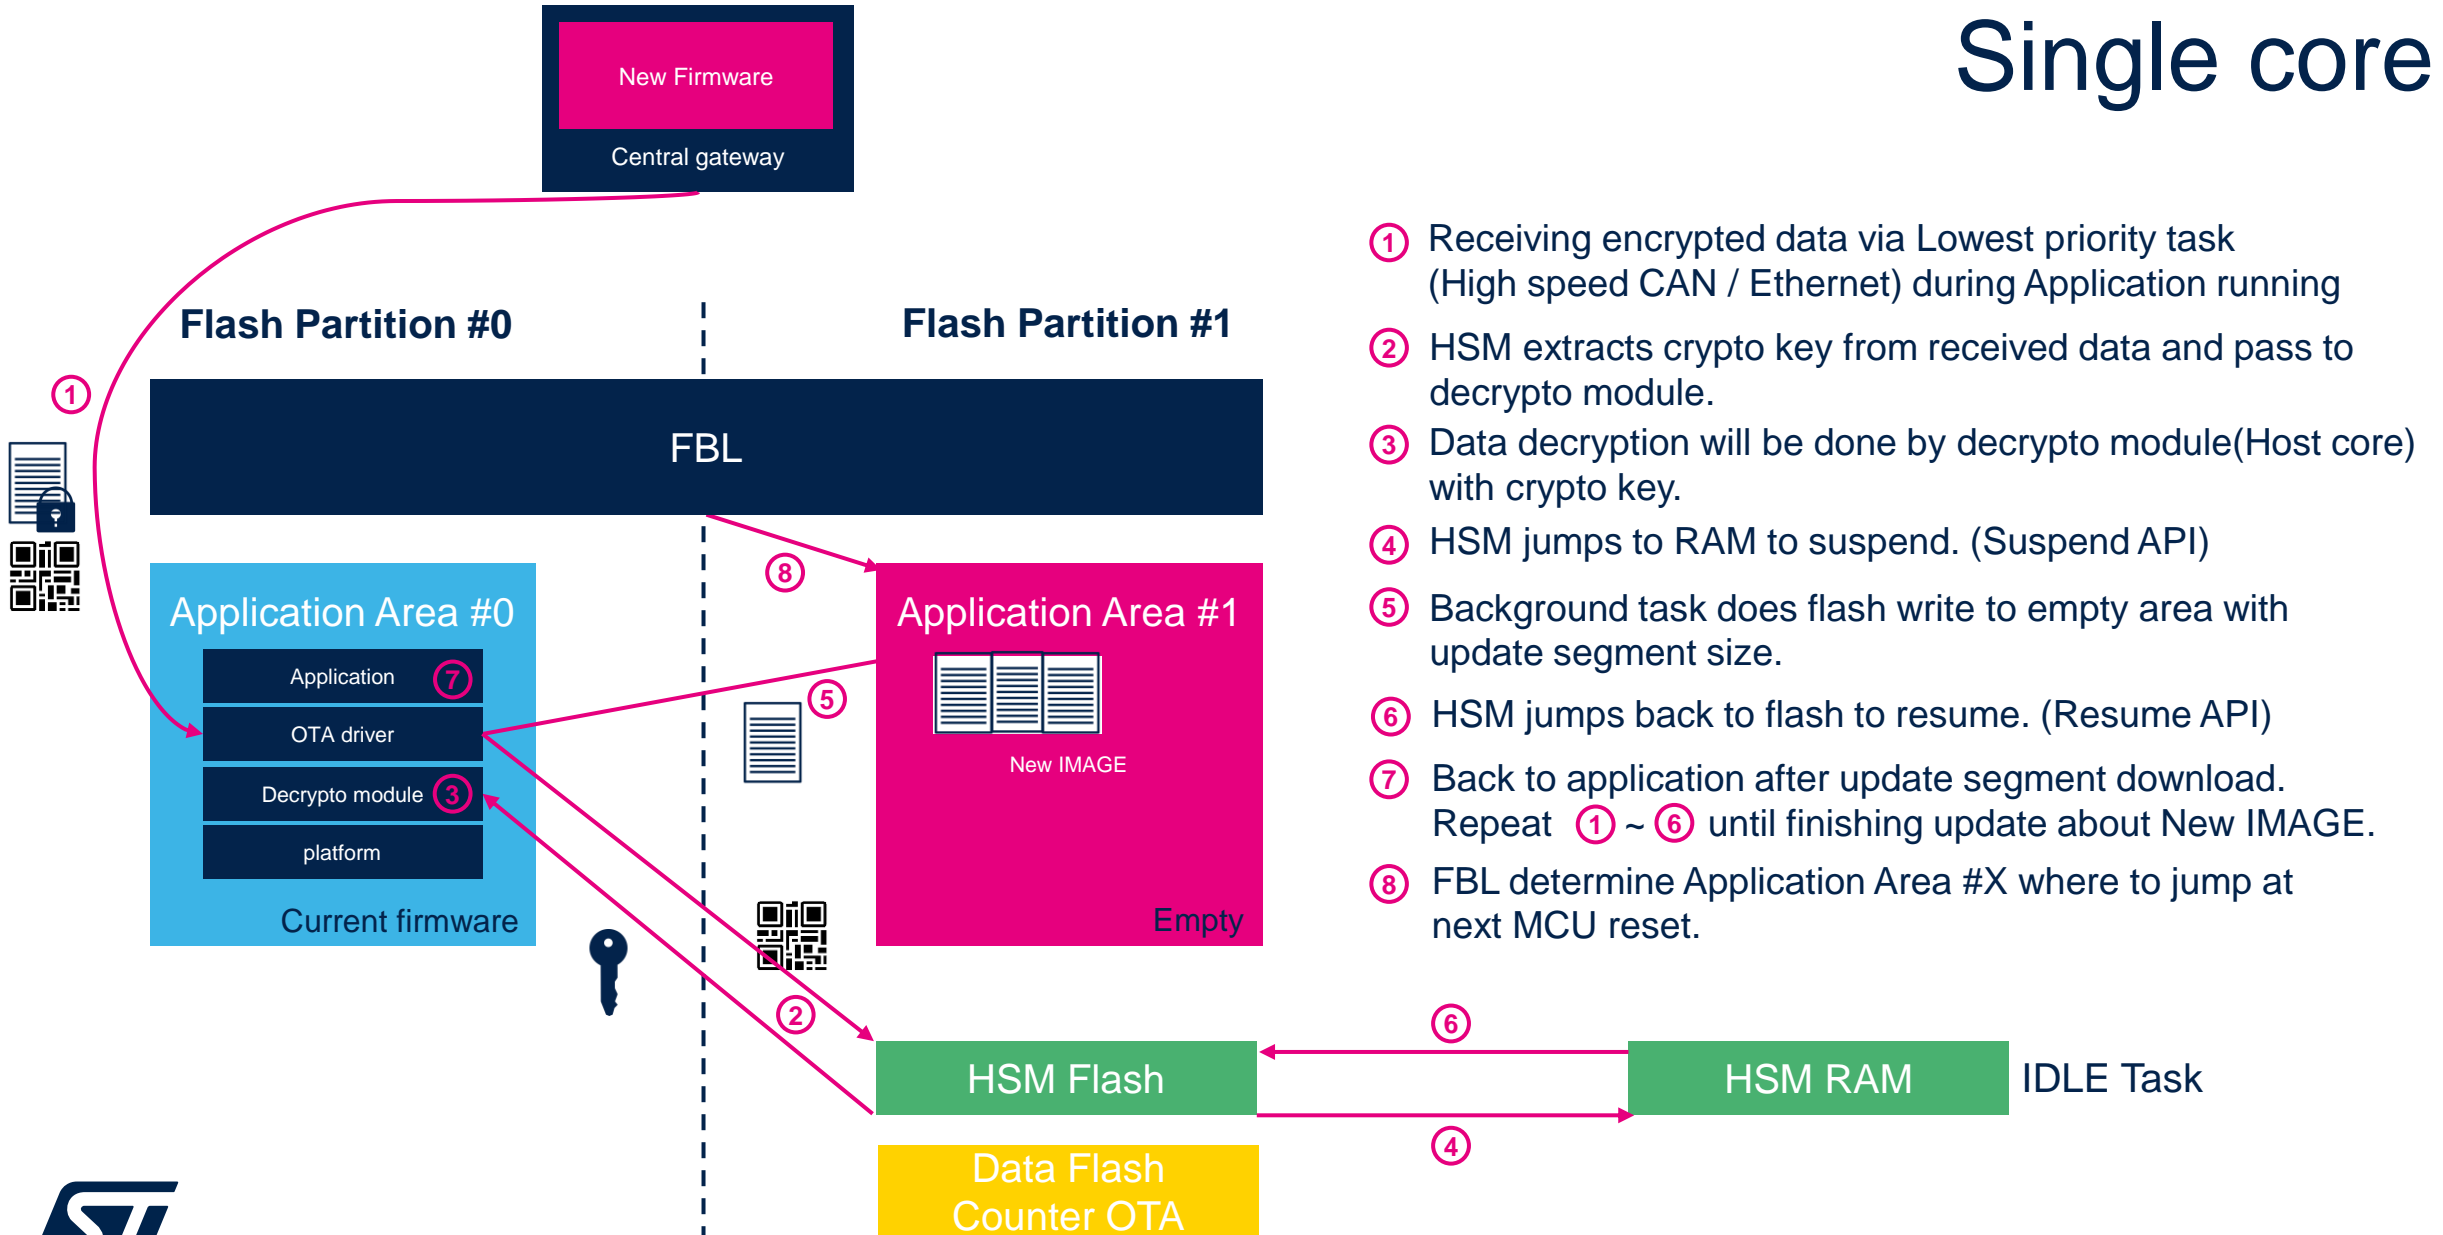 Single core
New Firmware
Central gateway
Flash Partition #0
Flash Partition #1
1
FBL
8
Application Area #0
Application 7
OTA driver
Decrypto module 3
platform
Current firmware
Application Area #1
5
New IMAGE
Empty
2
HSM Flash
6
4
HSM RAM
IDLE Task
Data Flash
Counter OTA
1 Receiving encrypted data via Lowest priority task
(High speed CAN / Ethernet) during Application running
2 HSM extracts crypto key from received data and pass to
decrypto module.
3 Data decryption will be done by decrypto module(Host core)
with crypto key.
4 HSM jumps to RAM to suspend. (Suspend API)
5 Background task does flash write to empty area with
update segment size.
6 HSM jumps back to flash to resume. (Resume API)
7 Back to application after update segment download.
Repeat 1 ~ 6 until finishing update about New IMAGE.
8 FBL determine Application Area #X where to jump at
next MCU reset.
ST